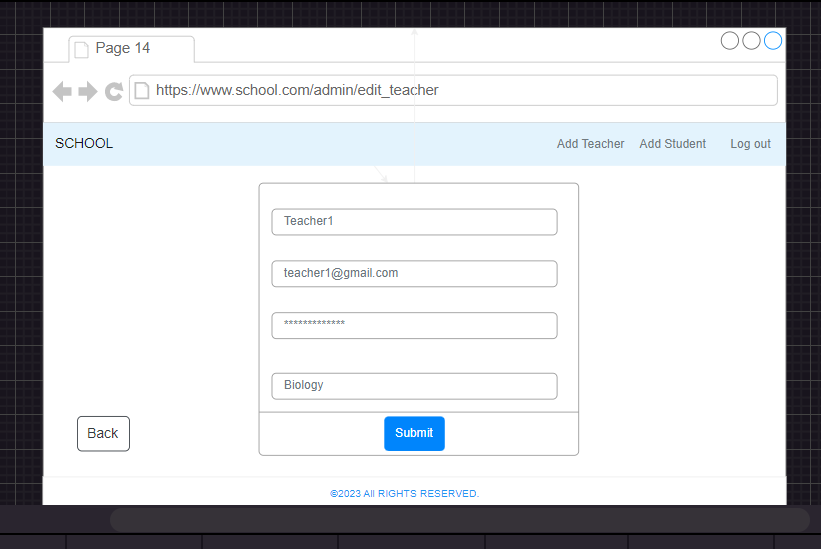 Page 14
https://www.school.com/admin/edit_teacher
SCHOOL
Add Teacher
Add Student
Log out
Teacher1
teacher1@gmail.com
*************
Biology
Back
Submit
©2023 All RIGHTS RESERVED.